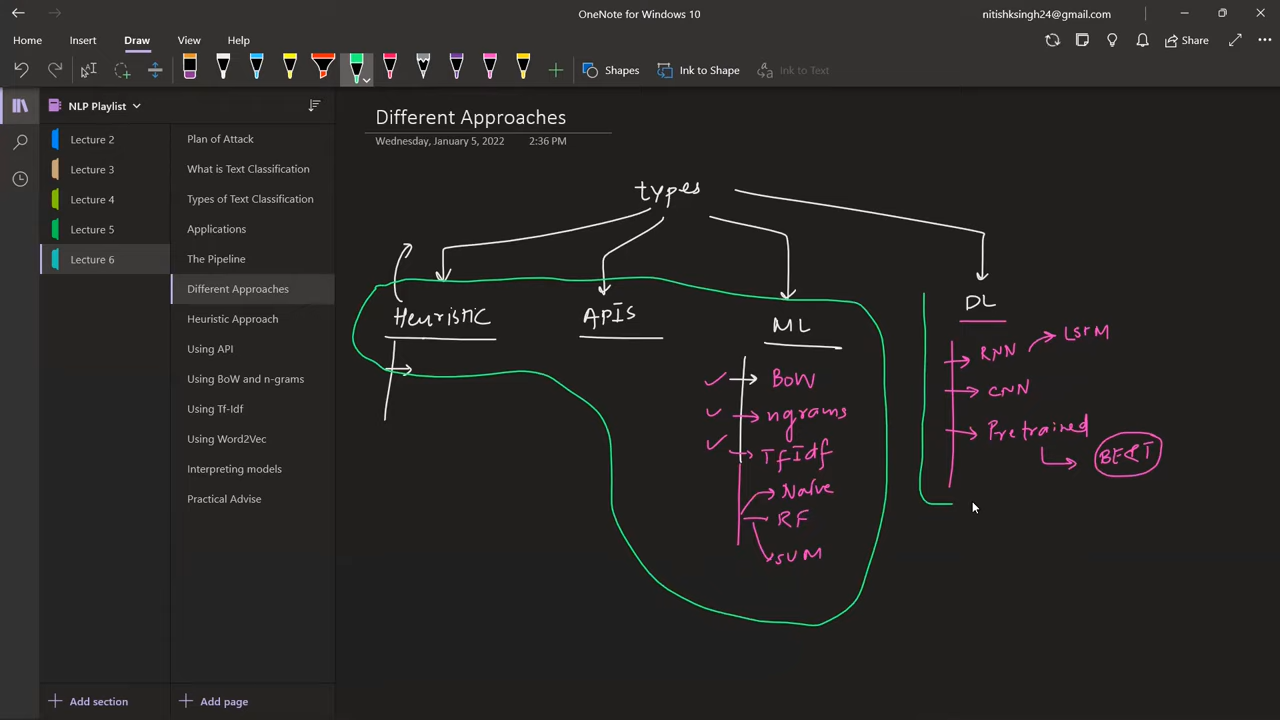 OneNote for Windows 10
nitishksingh24@gmail.com
Home
Insert
Draw
View
Help
Share
Shapes
Ink to Shape
Ink to Text
NLP Playlist
Lecture 2
Lecture 3
Lecture 4
Lecture 5
Lecture 6
Plan of Attack
What is Text Classification
Types of Text Classification
Applications
The Pipeline
Different Approaches
Heuristic Approach
Using API
Using BoW and n-grams
Using Tf-Idf
Using Word2Vec
Interpreting models
Practical Advise
Add section
Add page
Different Approaches
Wednesday, January 5, 2022 2:36 PM
types
Heuristic
APIs
ML
BoW
ngrams
TfIdf
Naive
RF
SVM
DL
RNN
LSTM
CNN
Pretrained
BERT